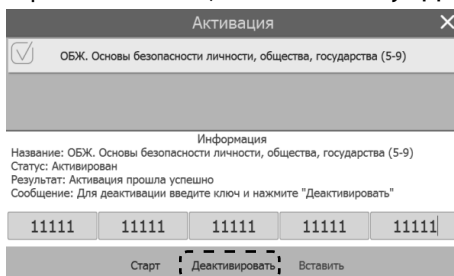 Активация
ОБЖ. Основы безопасности личности, общества, государства (5-9)
Информация
Название: ОБЖ. Основы безопасности личности, общества, государства (5-9)
Статус: Активирован
Результат: Активация прошла успешно
Сообщение: Для деактивации введите ключ и нажмите "Деактивировать"
11111 11111 11111 11111 11111
Старт Деактивировать Вставить